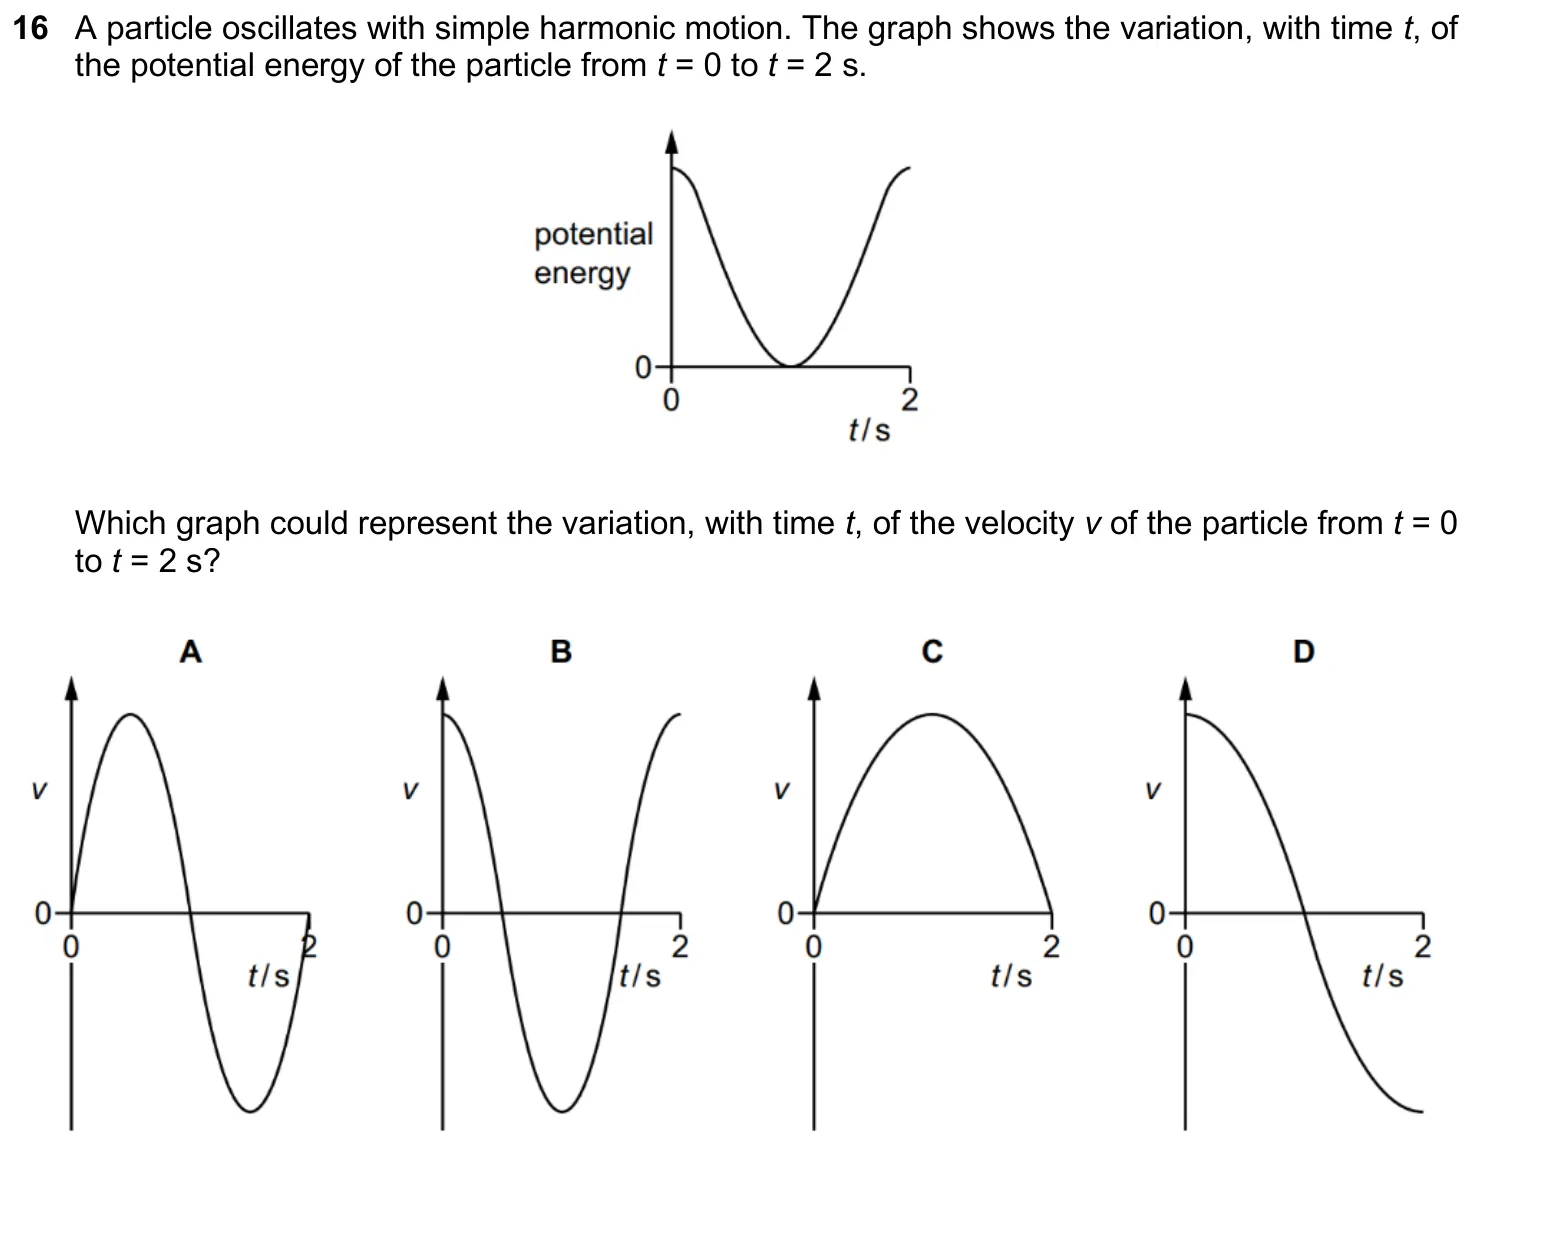 16 A particle oscillates with simple harmonic motion. The graph shows the variation, with time t, of
the potential energy of the particle from t = 0 to t = 2 s.
potential
energy
0
0
2
t/s
Which graph could represent the variation, with time t, of the velocity v of the particle from t = 0
to t = 2 s?
A
v
0
0
2
t/s
B
v
0
0
2
t/s
C
v
0
0
2
t/s
D
v
0
0
2
t/s